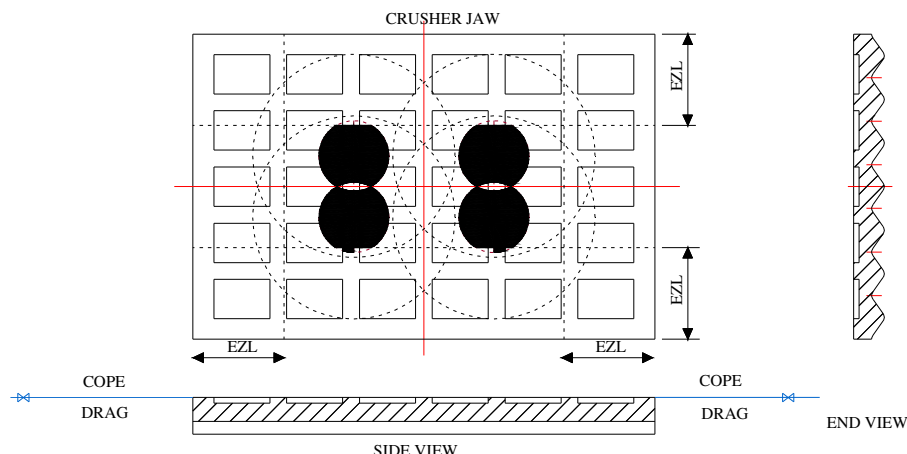 CRUSHER JAW
EZL
EZL
EZL
EZL
COPE
COPE
DRAG
DRAG
END VIEW
SIDE VIEW